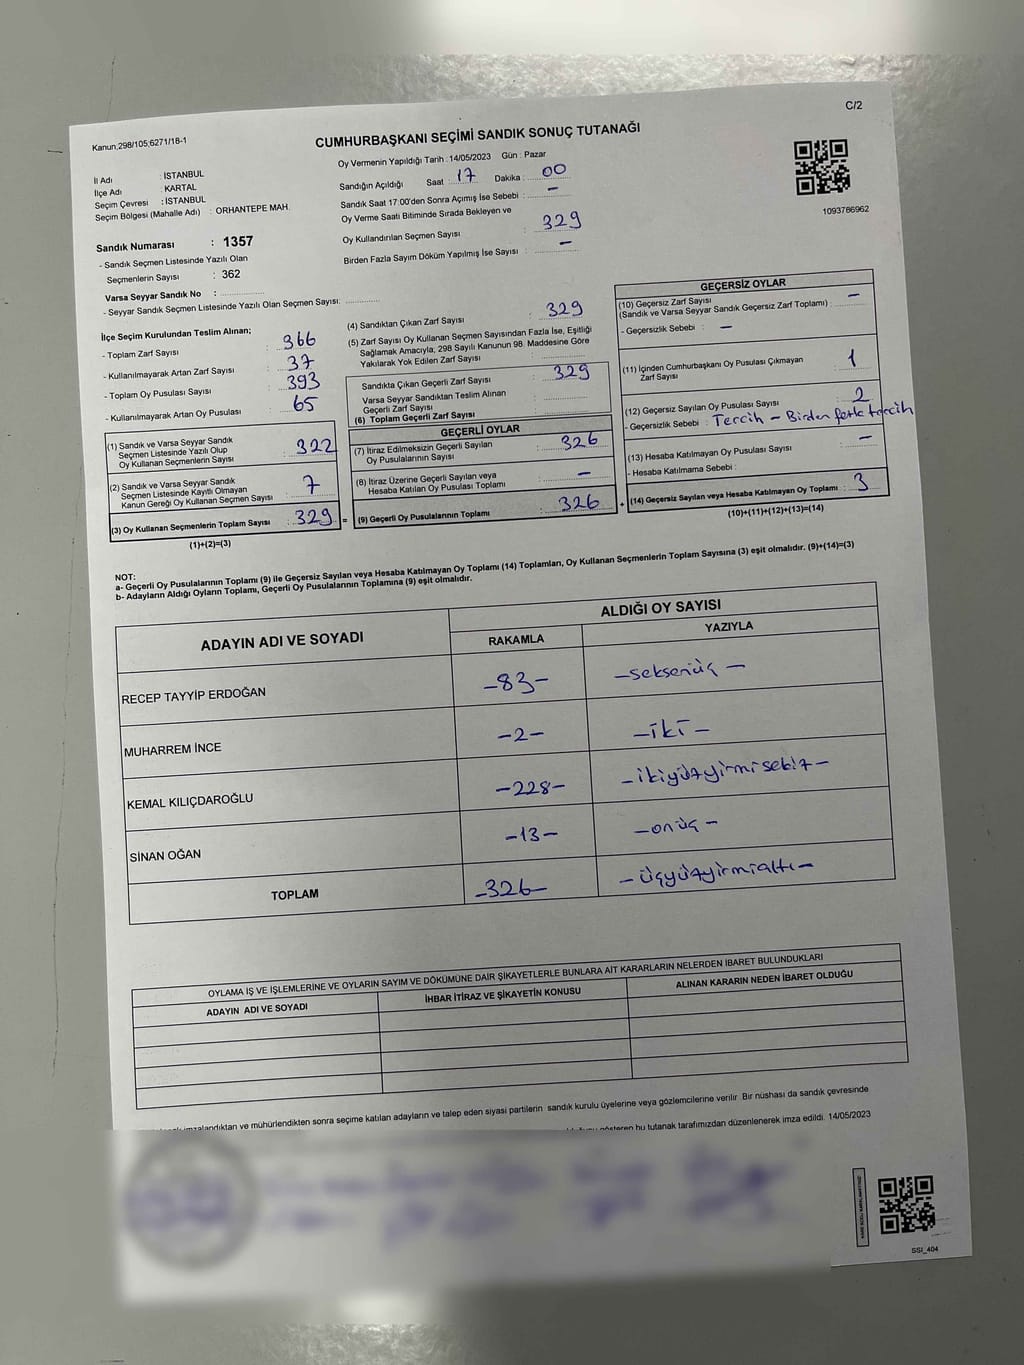 C/2
Kanun,298/105;6271/18-1
CUMHURBAŞKANI SEÇİMİ SANDIK SONUÇ TUTANAĞI
Oy Vermenin Yapıldığı Tarih : 14/05/2023 Gün : Pazar
İl Adı : İSTANBUL
İlçe Adı : KARTAL
Seçim Çevresi : İSTANBUL
Seçim Bölgesi (Mahalle Adı) : ORHANTEPE MAH.
Sandığın Açıldığı Saat 17 Dakika 00
Sandık Saat 17:00'den Sonra Açımış İse Sebebi : —
Oy Verme Saati Bitiminde Sırada Bekleyen ve
Oy Kullandırılan Seçmen Sayısı : 329
Birden Fazla Sayım Döküm Yapılmış İse Sayısı : —
1093786962
Sandık Numarası : 1357
- Sandık Seçmen Listesinde Yazılı Olan
Seçmenlerin Sayısı : 362
Varsa Seyyar Sandık No :
- Seyyar Sandık Seçmen Listesinde Yazılı Olan Seçmen Sayısı:
İlçe Seçim Kurulundan Teslim Alınan;
- Toplam Zarf Sayısı : 366
- Kullanılmayarak Artan Zarf Sayısı : 37
- Toplam Oy Pusulası Sayısı : 393
- Kullanılmayarak Artan Oy Pusulası : 65
(1) Sandık ve Varsa Seyyar Sandık
Seçmen Listesinde Yazılı Olup
Oy Kullanan Seçmenlerin Sayısı : 322
(2) Sandık ve Varsa Seyyar Sandık
Seçmen Listesinde Kayıtlı Olmayan
Kanun Gereği Oy Kullanan Seçmen Sayısı : 7
(3) Oy Kullanan Seçmenlerin Toplam Sayısı : 329 =
(1)+(2)=(3)
(4) Sandıktan Çıkan Zarf Sayısı : 329
(5) Zarf Sayısı Oy Kullanan Seçmen Sayısından Fazla İse, Eşitliği
Sağlamak Amacıyla, 298 Sayılı Kanunun 98. Maddesine Göre
Yakılarak Yok Edilen Zarf Sayısı :
Sandıkta Çıkan Geçerli Zarf Sayısı : 329
Varsa Seyyar Sandıktan Teslim Alınan
Geçerli Zarf Sayısı
(6) Toplam Geçerli Zarf Sayısı :
GEÇERLİ OYLAR
(7) İtiraz Edilmeksizin Geçerli Sayılan
Oy Pusulalarının Sayısı : 326
(8) İtiraz Üzerine Geçerli Sayılan veya
Hesaba Katılan Oy Pusulası Toplamı : —
(9) Geçerli Oy Pusulalarının Toplamı : 326 +
GEÇERSİZ OYLAR
(10) Geçersiz Zarf Sayısı
(Sandık ve Varsa Seyyar Sandık Geçersiz Zarf Toplamı) : —
- Geçersizlik Sebebi : —
(11) İçinden Cumhurbaşkanı Oy Pusulası Çıkmayan
Zarf Sayısı : 1
(12) Geçersiz Sayılan Oy Pusulası Sayısı : 2
- Geçersizlik Sebebi : Tercih — Birden fazla tercih
(13) Hesaba Katılmayan Oy Pusulası Sayısı : —
- Hesaba Katılmama Sebebi :
(14) Geçersiz Sayılan veya Hesaba Katılmayan Oy Toplamı : 3
(10)+(11)+(12)+(13)=(14)
NOT:
a- Geçerli Oy Pusulalarının Toplamı (9) ile Geçersiz Sayılan veya Hesaba Katılmayan Oy Toplamı (14) Toplamları, Oy Kullanan Seçmenlerin Toplam Sayısına (3) eşit olmalıdır. (9)+(14)=(3)
b- Adayların Aldığı Oyların Toplamı, Geçerli Oy Pusulalarının Toplamına (9) eşit olmalıdır.
ADAYIN ADI VE SOYADI
ALDIĞI OY SAYISI
RAKAMLA YAZIYLA
RECEP TAYYİP ERDOĞAN –83– –seksenüç–
MUHARREM İNCE –2– –iki–
KEMAL KILIÇDAROĞLU –228– –ikiyüzyirmisekiz–
SİNAN OĞAN –13– –onüç–
TOPLAM –326– –üçyüzyirmialtı–
OYLAMA İŞ VE İŞLEMLERİNE VE OYLARIN SAYIM VE DÖKÜMÜNE DAİR ŞİKAYETLERLE BUNLARA AİT KARARLARIN NELERDEN İBARET BULUNDUKLARI
ADAYIN ADI VE SOYADI İHBAR İTİRAZ VE ŞİKAYETİN KONUSU ALINAN KARARIN NEDEN İBARET OLDUĞU
imzalandıktan ve mühürlendikten sonra seçime katılan adayların ve talep eden siyasi partilerin sandık kurulu üyelerine veya gözlemcilerine verilir. Bir nüshası da sandık çevresinde
gösteren bu tutanak tarafımızdan düzenlenerek imza edildi. 14/05/2023
SSI_404